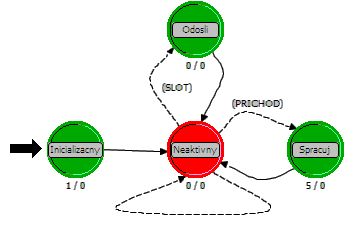 Odosli
0 / 0
(SLOT)
(PRICHOD)
Inicializacny
Neaktivny
Spracuj
1 / 0
0 / 0
5 / 0